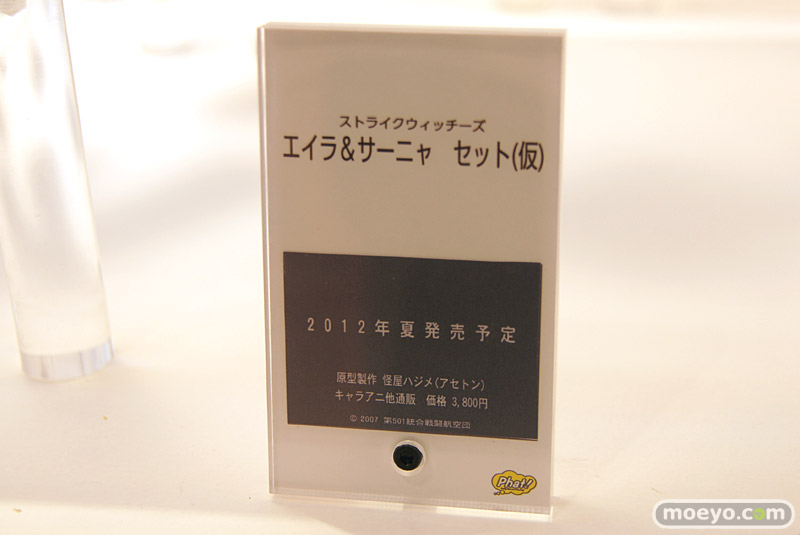 ストライクウィッチーズ
エイラ&サーニャ セット(仮)
2012年夏発売予定
原型製作 怪屋ハジメ(アセトン)
キャラアニ他通販 価格 3,800円
© 2007 第501統合戦闘航空団
Phat!
moeyo.com